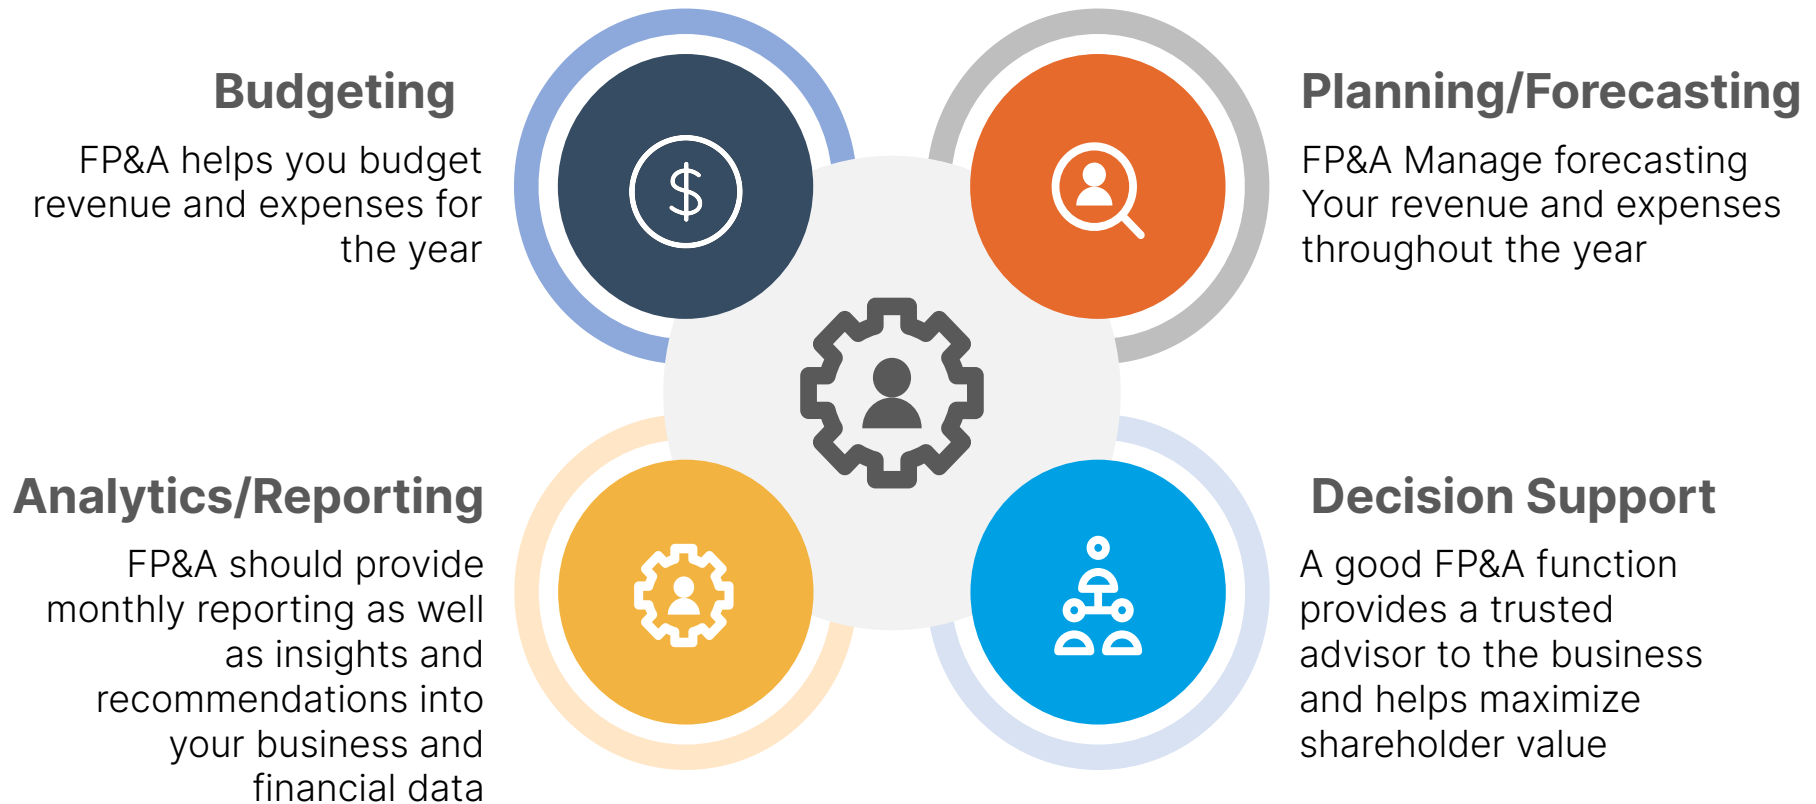 Budgeting
FP&A helps you budget
revenue and expenses for
the year
$
Planning/Forecasting
FP&A Manage forecasting
Your revenue and expenses
throughout the year
Analytics/Reporting
FP&A should provide
monthly reporting as well
as insights and
recommendations into
your business and
financial data
Decision Support
A good FP&A function
provides a trusted
advisor to the business
and helps maximize
shareholder value